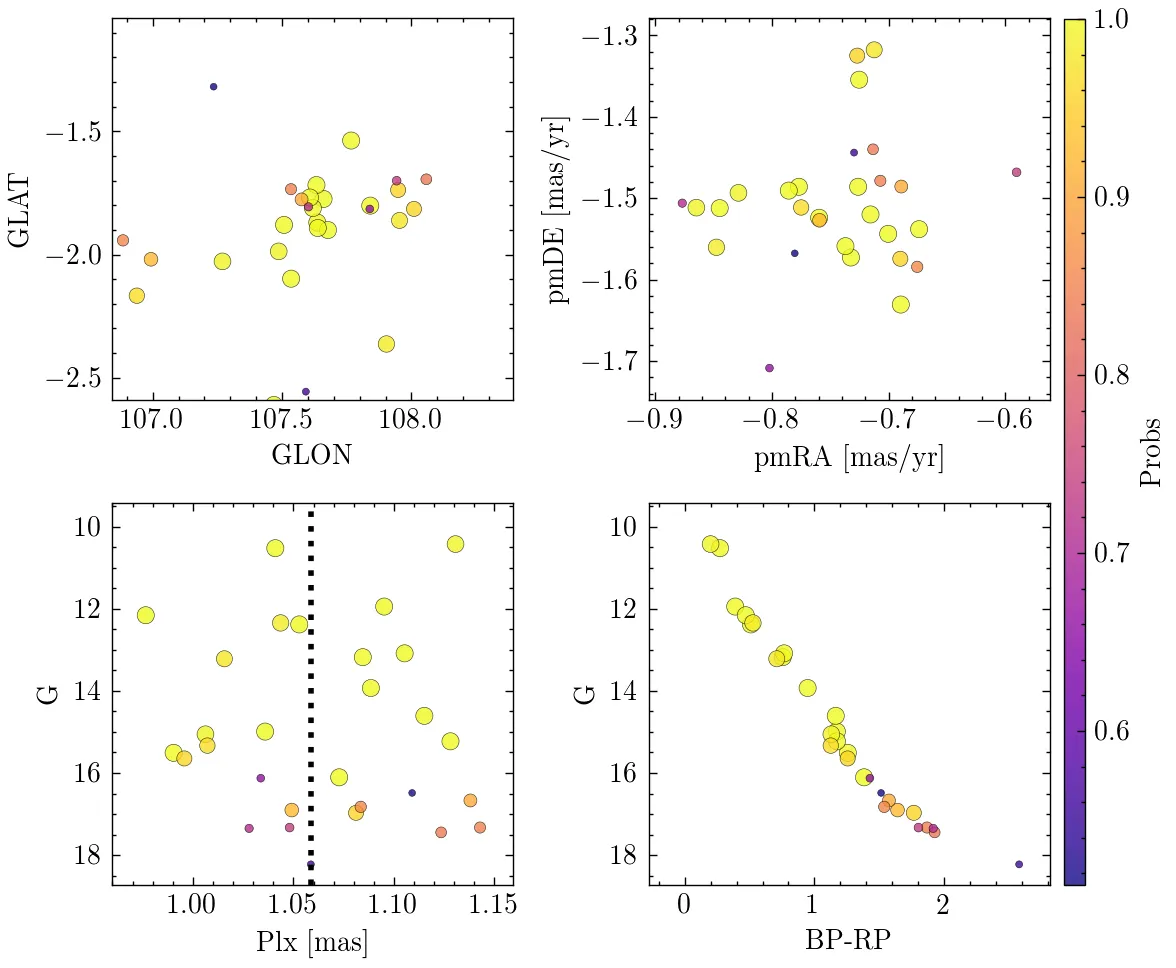 −1.5
−2.0
−2.5
GLAT
107.0 107.5 108.0
GLON
−1.3
−1.4
−1.5
−1.6
−1.7
pmDE [mas/yr]
−0.9 −0.8 −0.7 −0.6
pmRA [mas/yr]
10
12
14
16
18
G
1.00 1.05 1.10 1.15
Plx [mas]
10
12
14
16
18
G
0 1 2
BP-RP
1.0
0.9
0.8
0.7
0.6
Probs